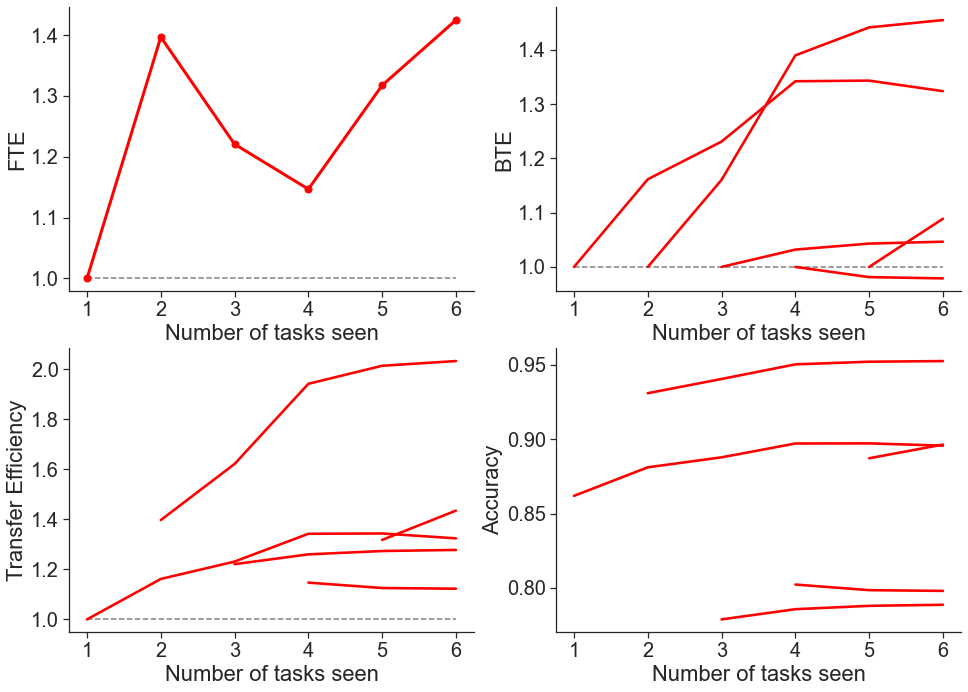 FTE
1.4
1.3
1.2
1.1
1.0
1 2 3 4 5 6
Number of tasks seen
BTE
1.4
1.3
1.2
1.1
1.0
1 2 3 4 5 6
Number of tasks seen
Transfer Efficiency
2.0
1.8
1.6
1.4
1.2
1.0
1 2 3 4 5 6
Number of tasks seen
Accuracy
0.95
0.90
0.85
0.80
1 2 3 4 5 6
Number of tasks seen